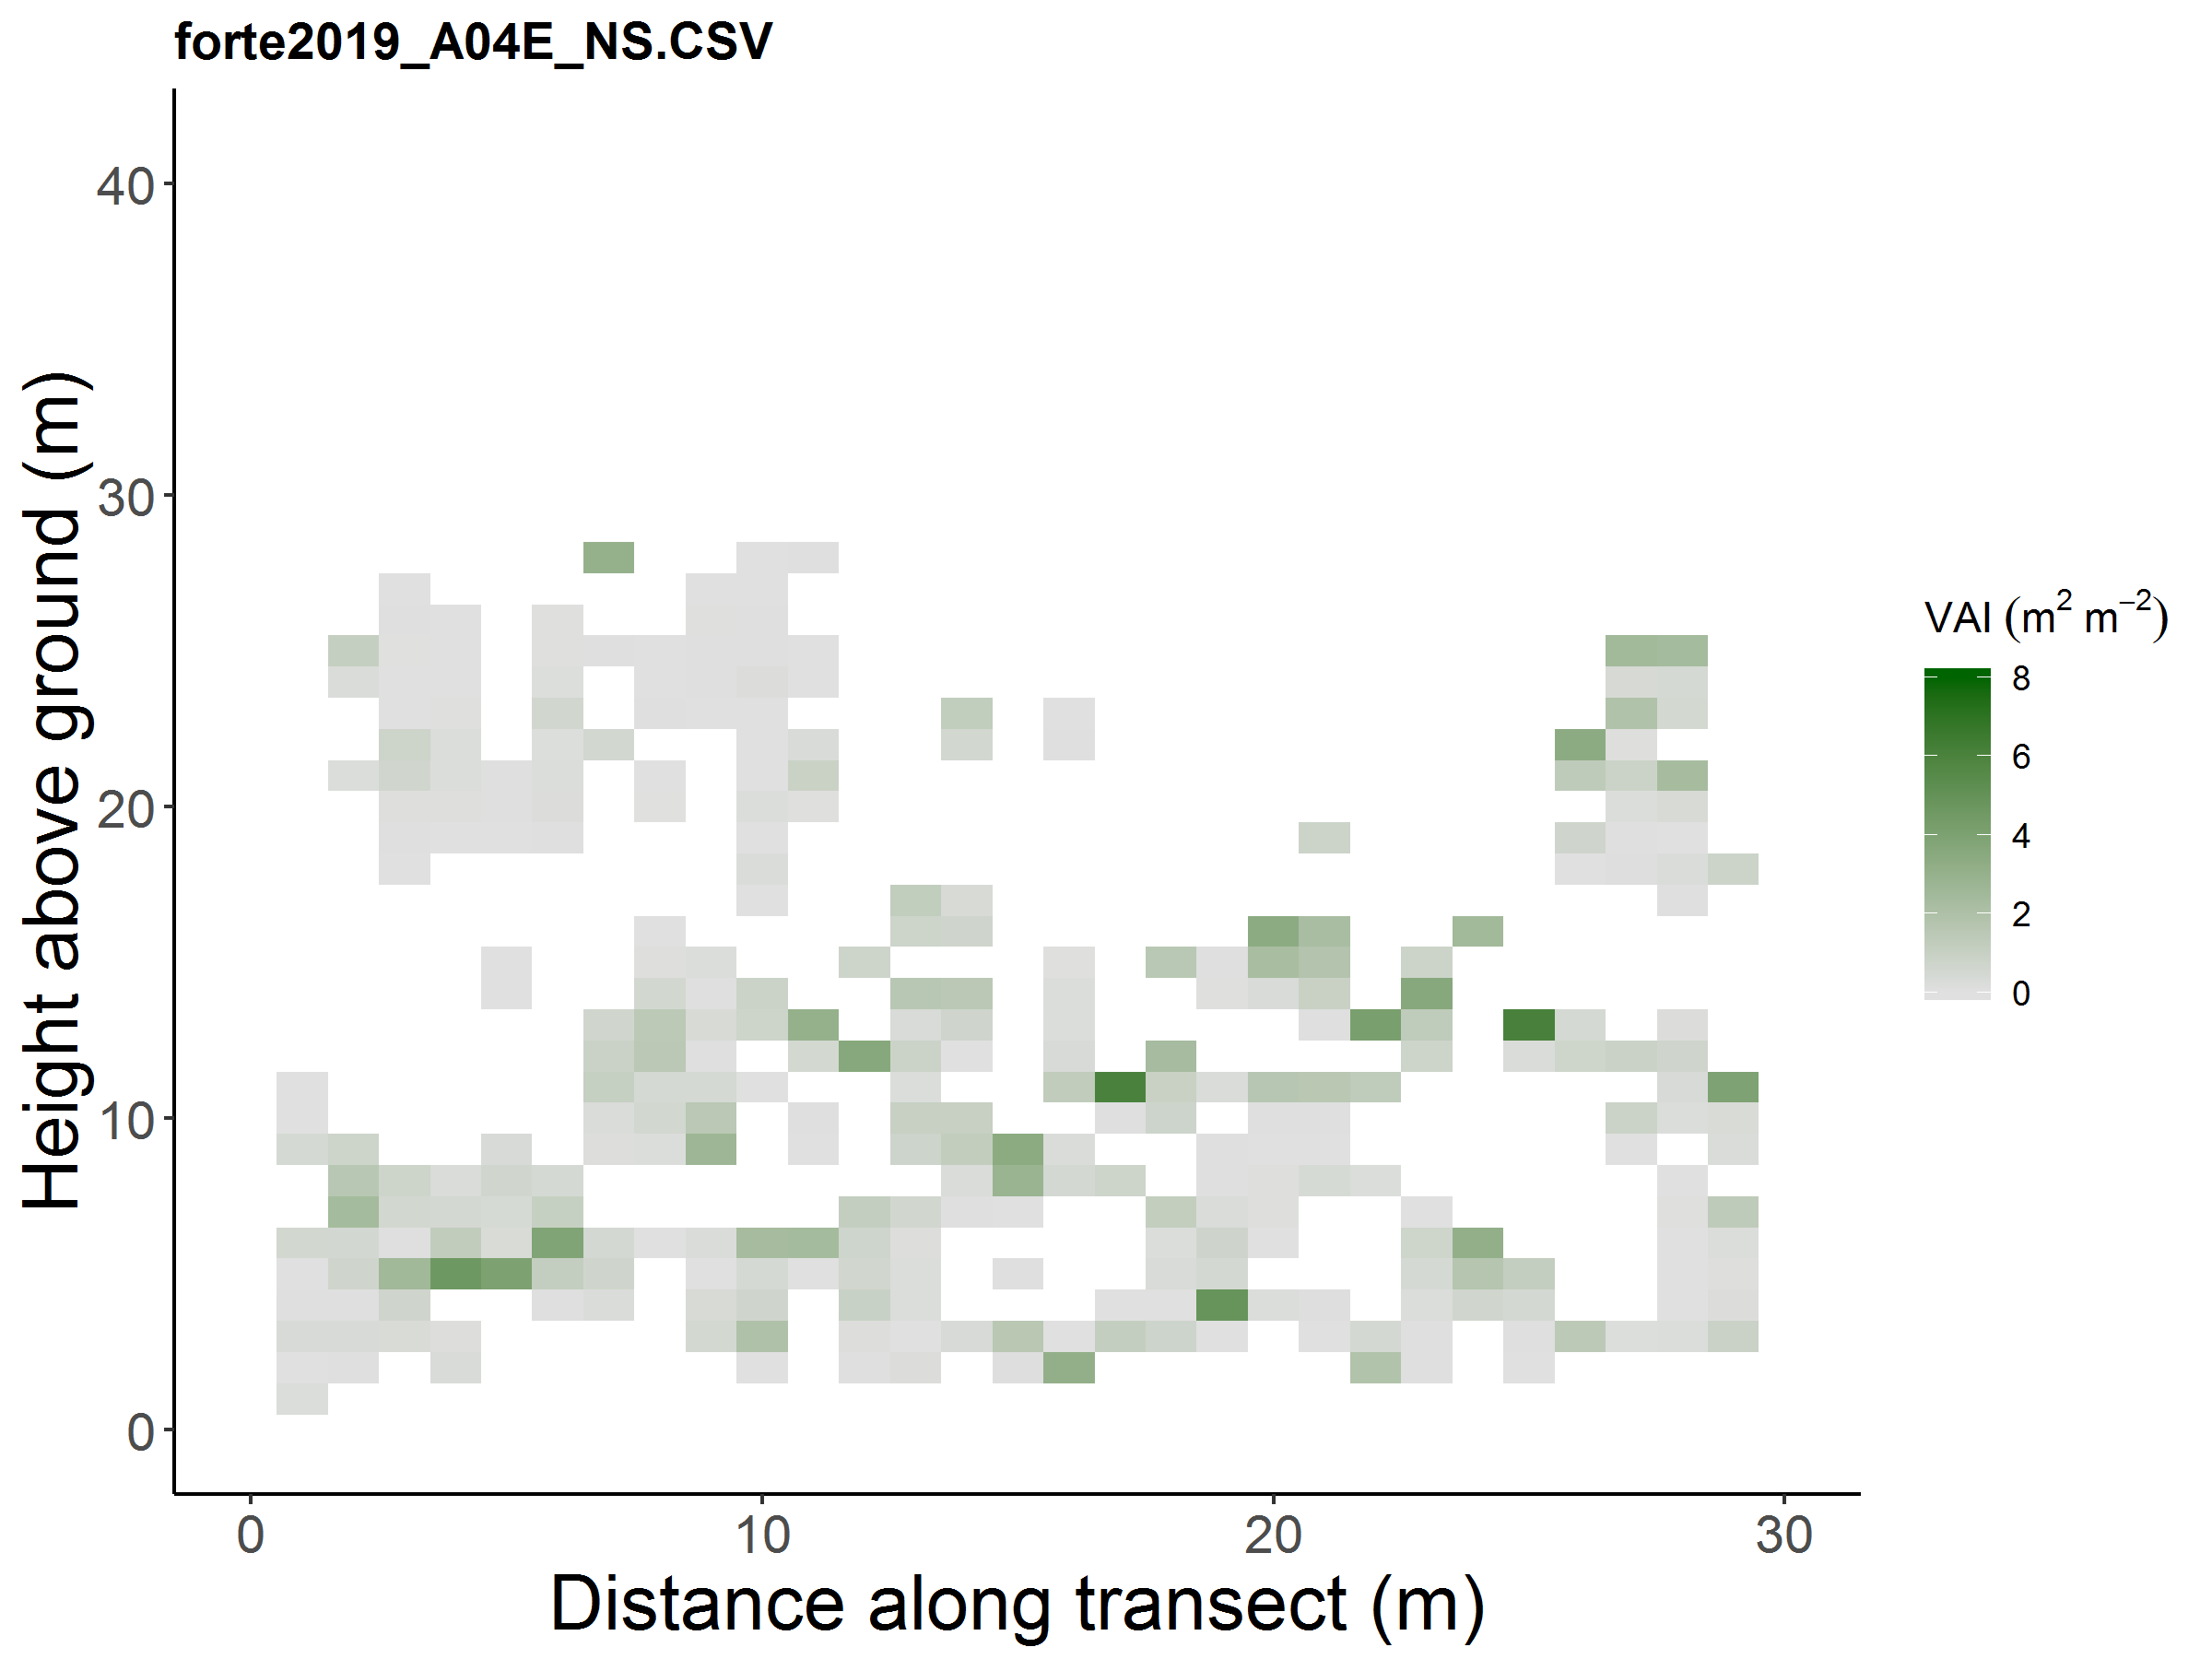 forte2019_A04E_NS.CSV
40
30
20
10
0
Height above ground (m)
0 10 20 30
Distance along transect (m)
VAI (m² m⁻²)
8
6
4
2
0